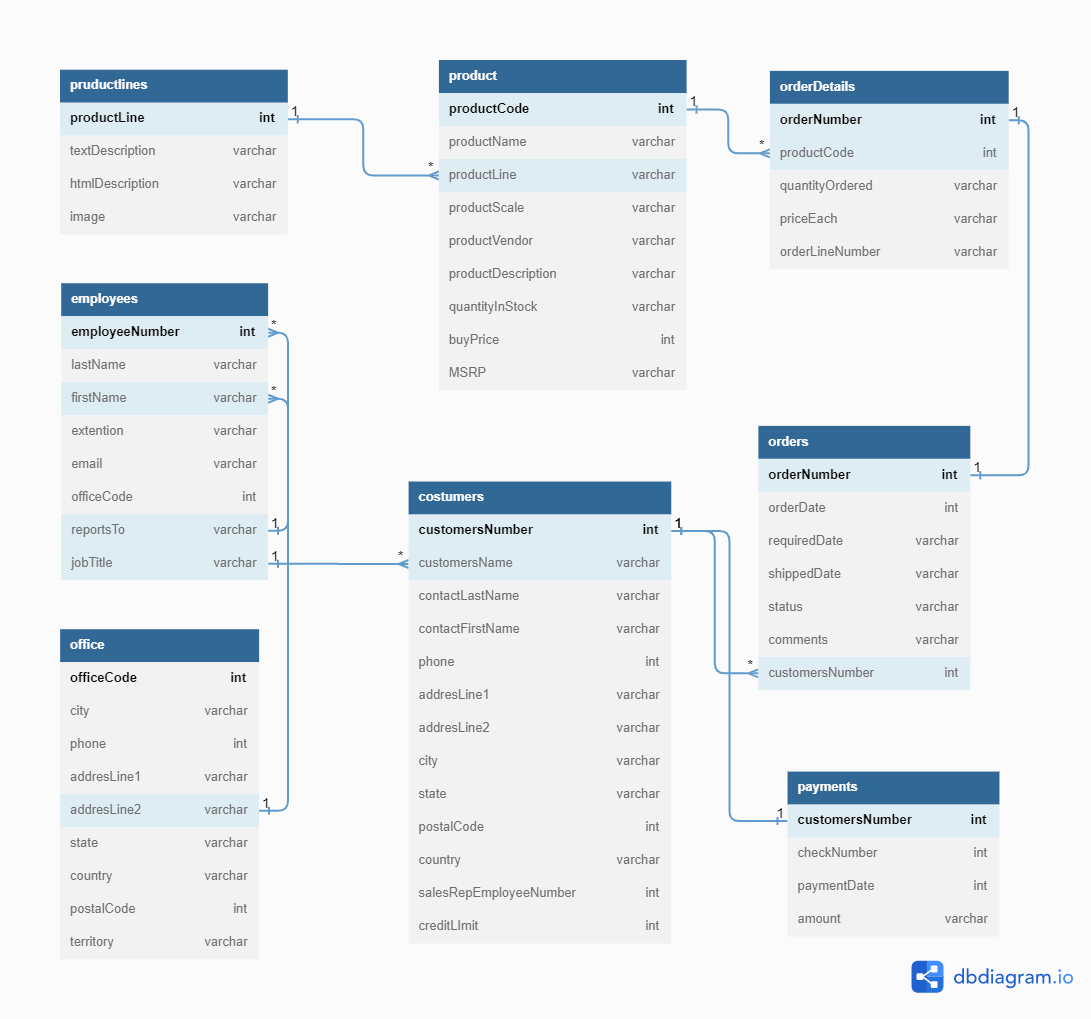 pruductlines
productLine int
textDescription varchar
htmlDescription varchar
image varchar
1
*
product
productCode int
productName varchar
productLine varchar
productScale varchar
productVendor varchar
productDescription varchar
quantityInStock varchar
buyPrice int
MSRP varchar
1
*
orderDetails
orderNumber int
productCode int
quantityOrdered varchar
priceEach varchar
orderLineNumber varchar
1
employees
employeeNumber int
lastName varchar
firstName varchar
extention varchar
email varchar
officeCode int
reportsTo varchar
jobTitle varchar
*
*
1
1
*
costumers
customersNumber int
customersName varchar
contactLastName varchar
contactFirstName varchar
phone int
addresLine1 varchar
addresLine2 varchar
city varchar
state varchar
postalCode int
country varchar
salesRepEmployeeNumber int
creditLImit int
1
orders
orderNumber int
orderDate int
requiredDate varchar
shippedDate varchar
status varchar
comments varchar
customersNumber int
1
*
office
officeCode int
city varchar
phone int
addresLine1 varchar
addresLine2 varchar
state varchar
country varchar
postalCode int
territory varchar
1
payments
customersNumber int
checkNumber int
paymentDate int
amount varchar
1
dbdiagram.io